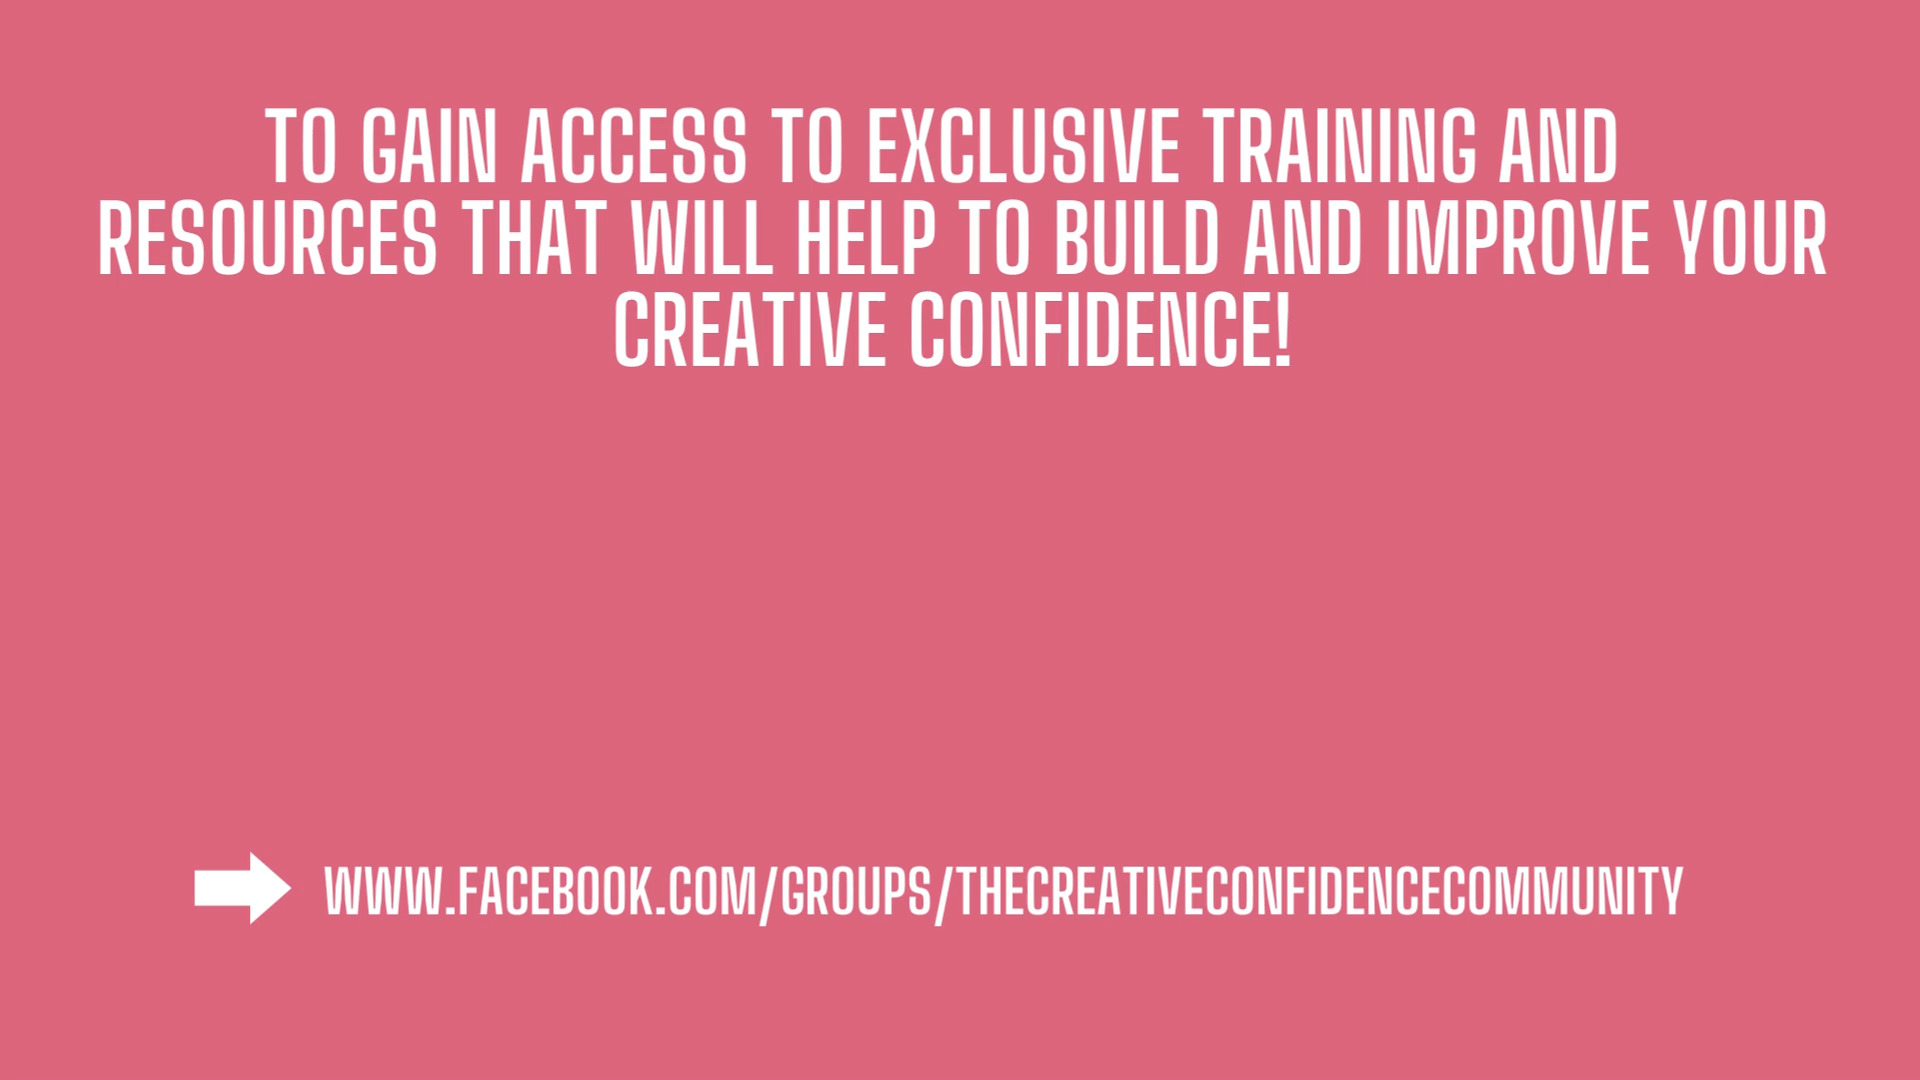 TO GAIN ACCESS TO EXCLUSIVE TRAINING AND
RESOURCES THAT WILL HELP TO BUILD AND IMPROVE YOUR
CREATIVE CONFIDENCE!
WWW.FACEBOOK.COM/GROUPS/THECREATIVECONFIDENCECOMMUNITY